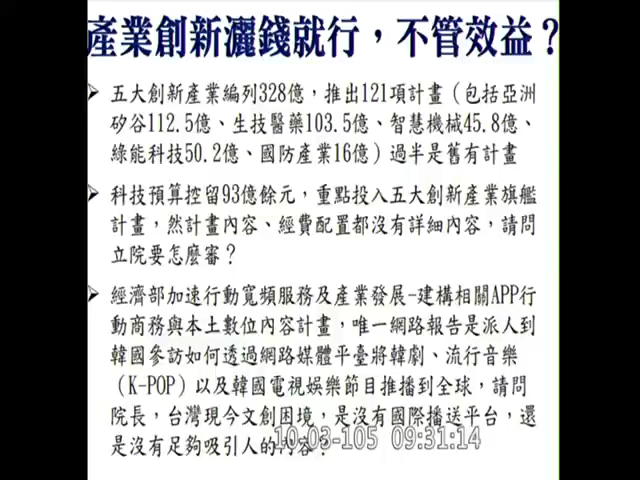 產業創新灑錢就行，不管效益？
五大創新產業編列328億，推出121項計畫（包括亞洲
矽谷112.5億、生技醫藥103.5億、智慧機械45.8億、
綠能科技50.2億、國防產業16億）過半是舊有計畫
科技預算控留93億餘元，重點投入五大創新產業旗艦
計畫，然計畫內容、經費配置都沒有詳細內容，請問
立院要怎麼審？
經濟部加速行動寬頻服務及產業發展-建構相關APP行
動商務與本土數位內容計畫，唯一網路報告是派人到
韓國參訪如何透過網路媒體平臺將韓劇、流行音樂
（K-POP）以及韓國電視娛樂節目推播到全球，請問
院長，台灣現今文創困境，是沒有國際播送平台，還
是沒有足夠吸引人的內容？
10-03-105 09:31:14